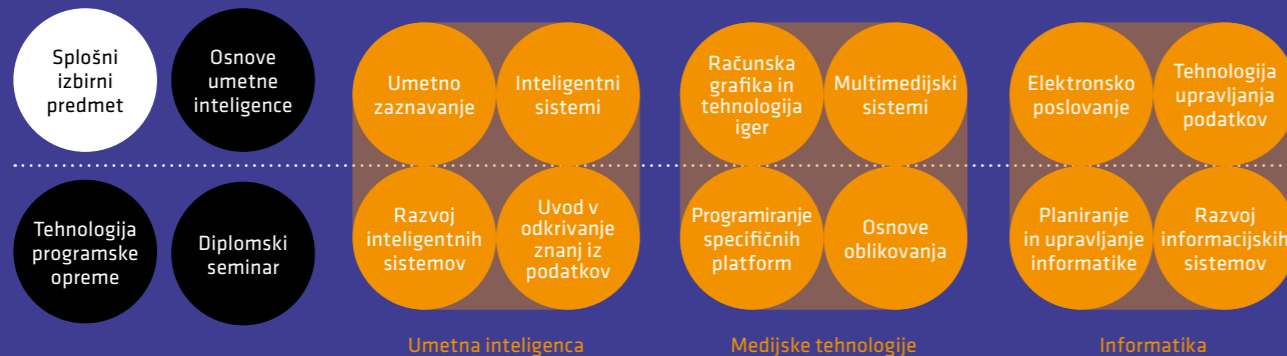 Splošni
izbirni
predmet
Osnove
umetne
inteligence
Umetno
zaznavanje
Inteligentni
sistemi
Računska
grafika in
tehnologija
iger
Multimedijski
sistemi
Elektronsko
poslovanje
Tehnologija
upravljanja
podatkov
Tehnologija
programske
opreme
Diplomski
seminar
Razvoj
inteligentnih
sistemov
Uvod v
odkrivanje
znanj iz
podatkov
Programiranje
specifičnih
platform
Osnove
oblikovanja
Planiranje
in upravljanje
informatike
Razvoj
informacijskih
sistemov
Umetna inteligenca
Medijske tehnologije
Informatika